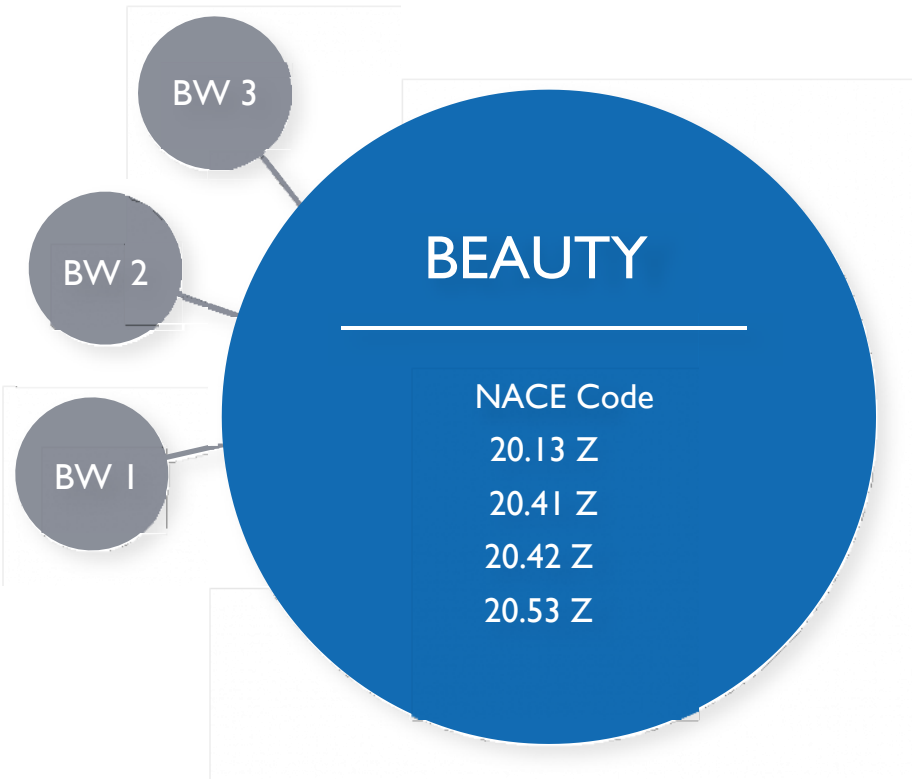 BW 3
BW 2
BW 1
BEAUTY
NACE Code
20.13 Z
20.41 Z
20.42 Z
20.53 Z